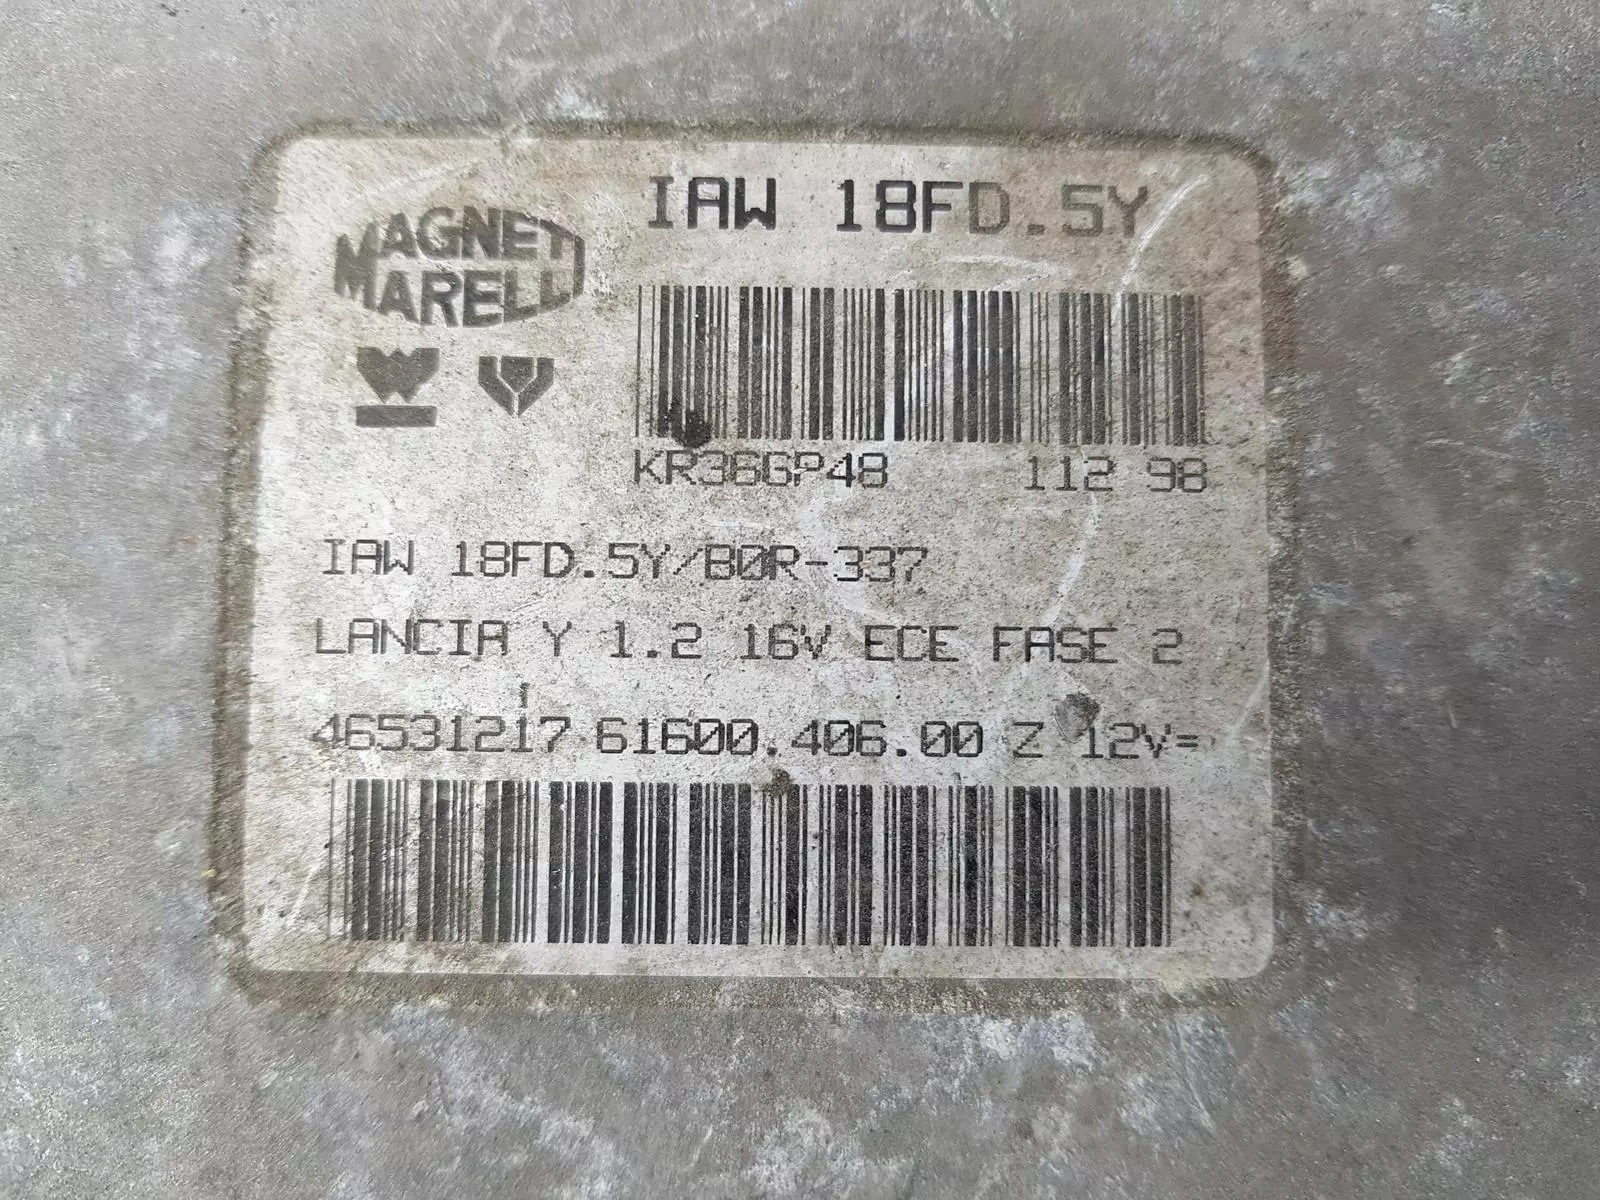 IAW 18FD.5Y
MAGNETI
MARELLI
KR36GP48 112 98
IAW 18FD.5Y/B0R-337
LANCIA Y 1.2 16V ECE FASE 2
46531217 61600.406.00 Z 12V=